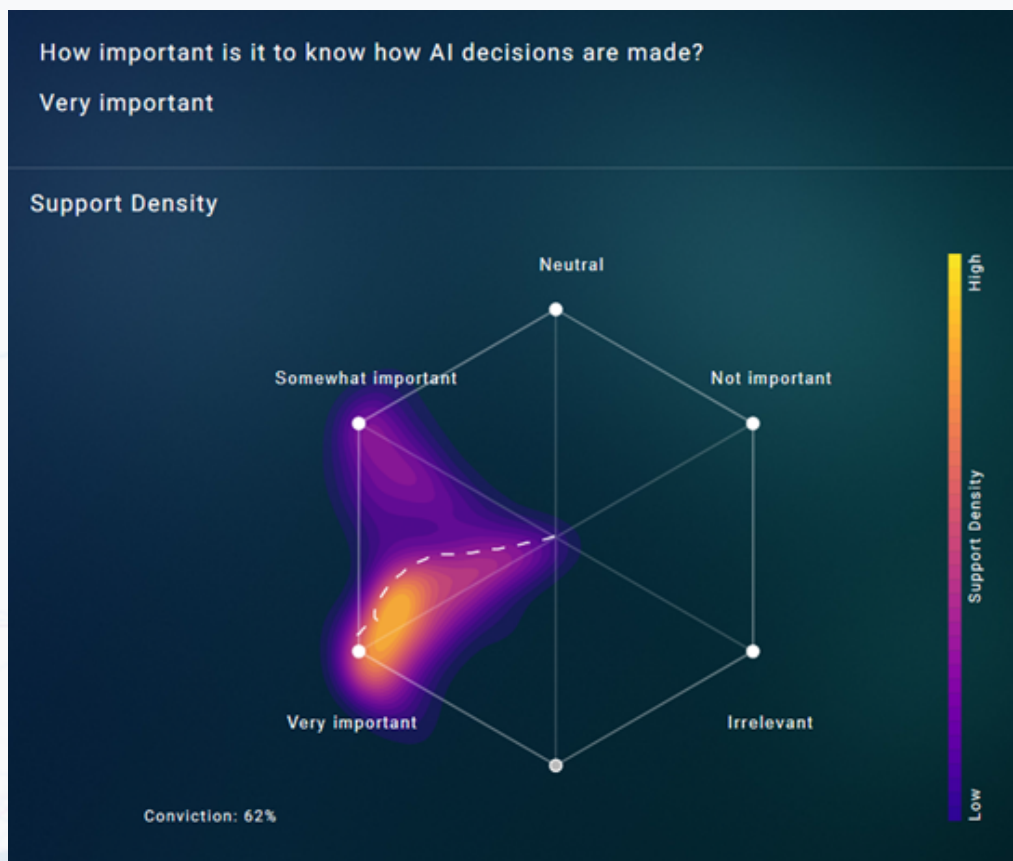 How important is it to know how AI decisions are made?
Very important
Support Density
Neutral
High
Somewhat important
Not important
Support Density
Very important
Irrelevant
Low
Conviction: 62%